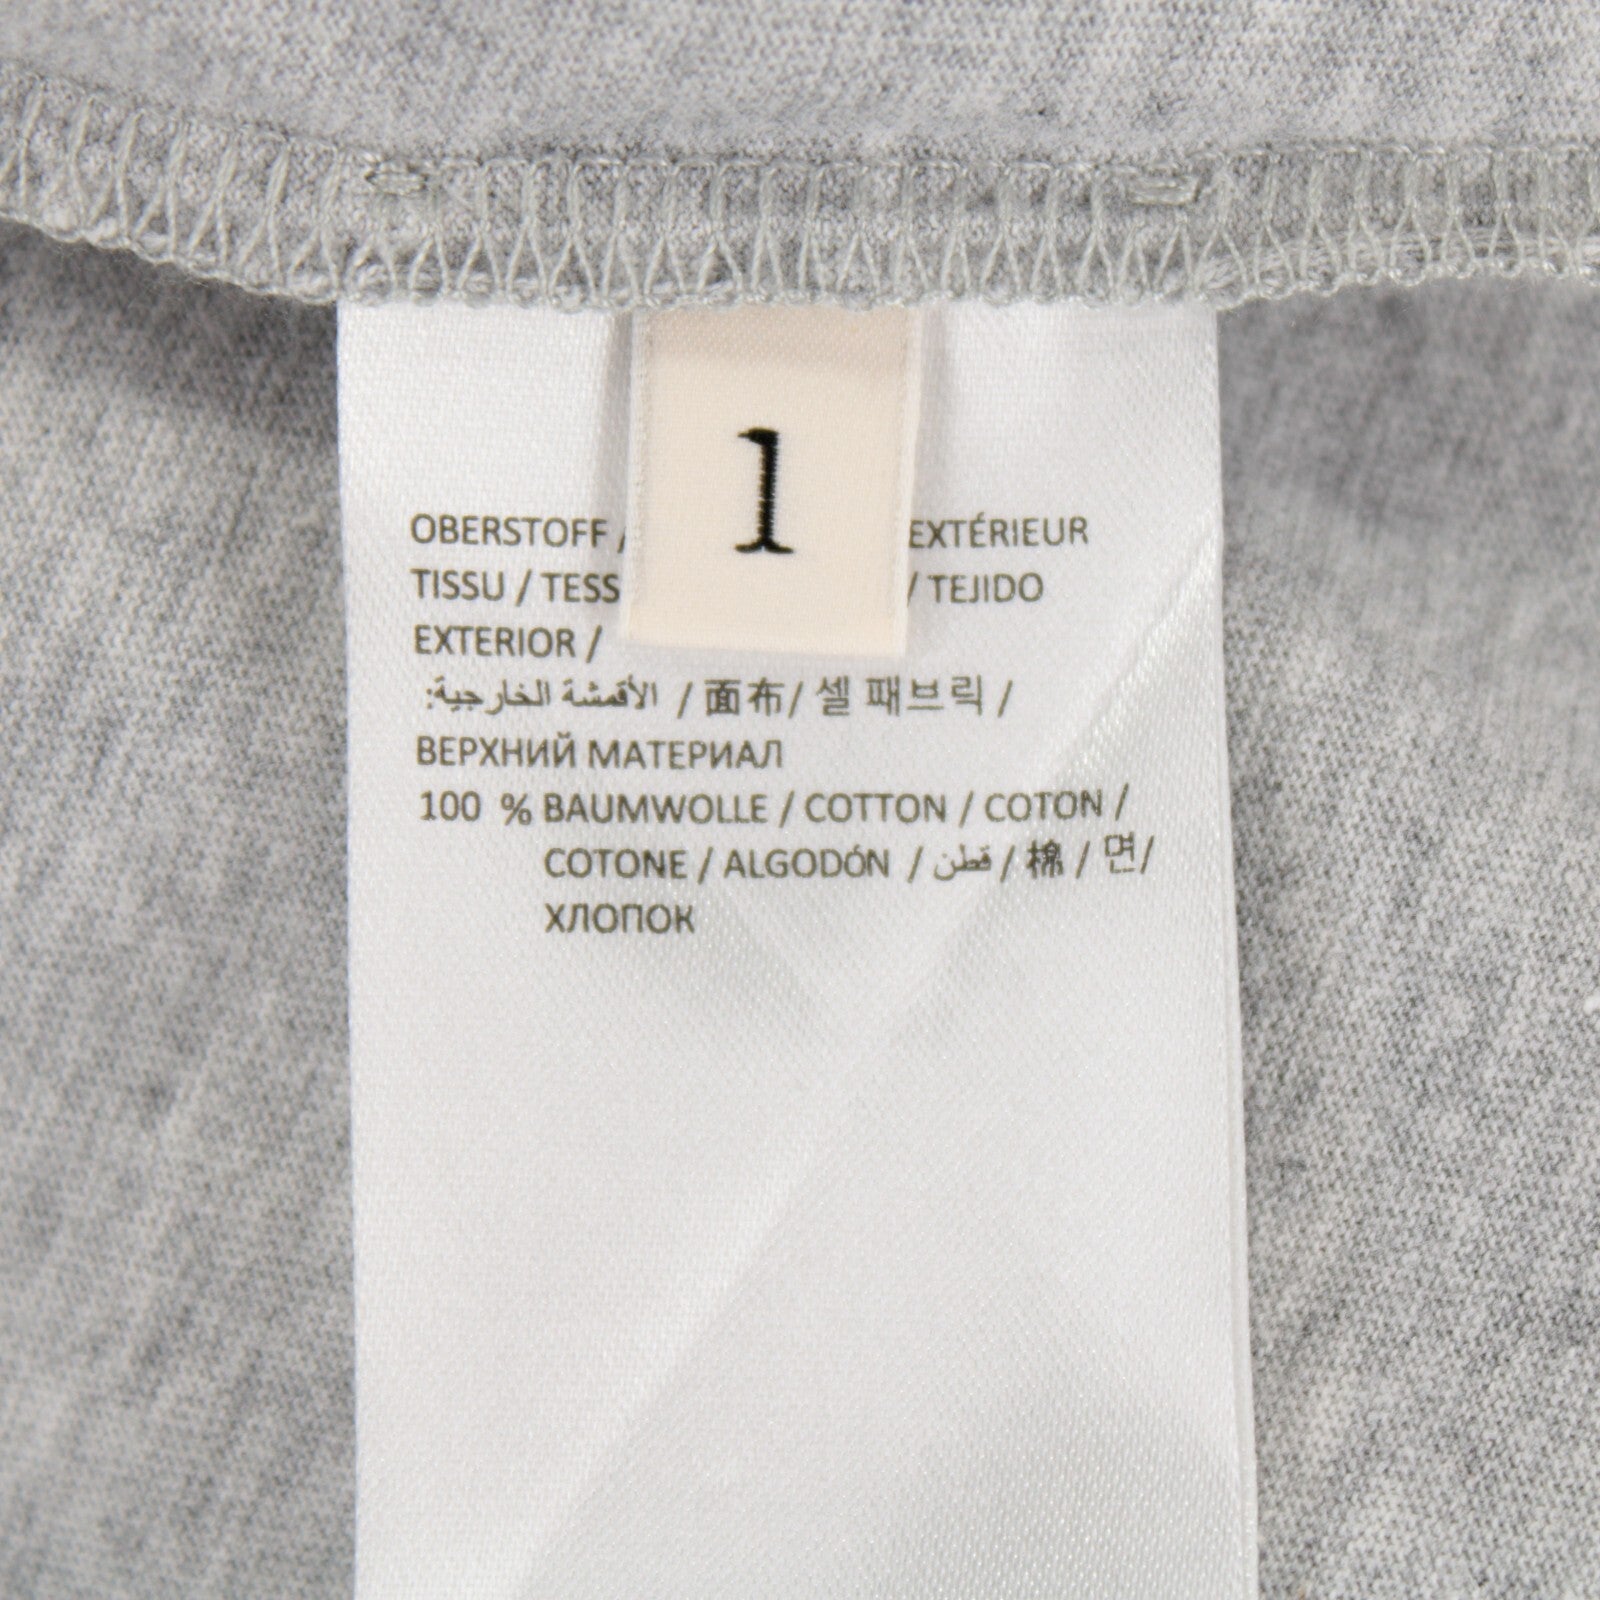 1
OBERSTOFF / EXTÉRIEUR
TISSU / / TEJIDO
EXTERIOR /
الأقمشة الخارجية: / 面布 / 셀 패브릭 /
ВЕРХНИЙ МАТЕРИАЛ
100 % BAUMWOLLE / COTTON / COTON /
COTONE / ALGODÓN / قطن / 棉 / 면/
ХЛОПОК